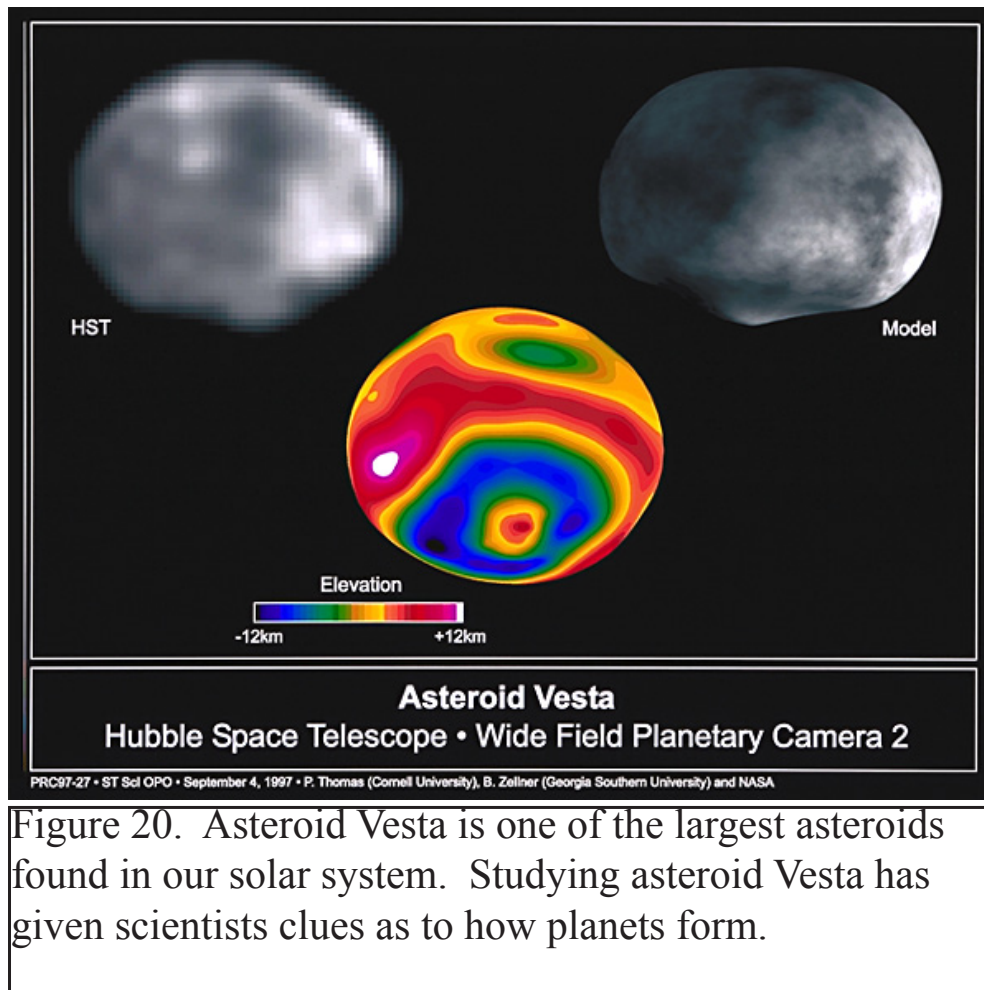 HST
Model
Elevation
-12km
+12km
Asteroid Vesta
Hubble Space Telescope • Wide Field Planetary Camera 2
PRC97-27 • ST ScI OPO • September 4, 1997 • P. Thomas (Cornell University), B. Zellner (Georgia Southern University) and NASA
Figure 20.  Asteroid Vesta is one of the largest asteroids
found in our solar system.  Studying asteroid Vesta has
given scientists clues as to how planets form.